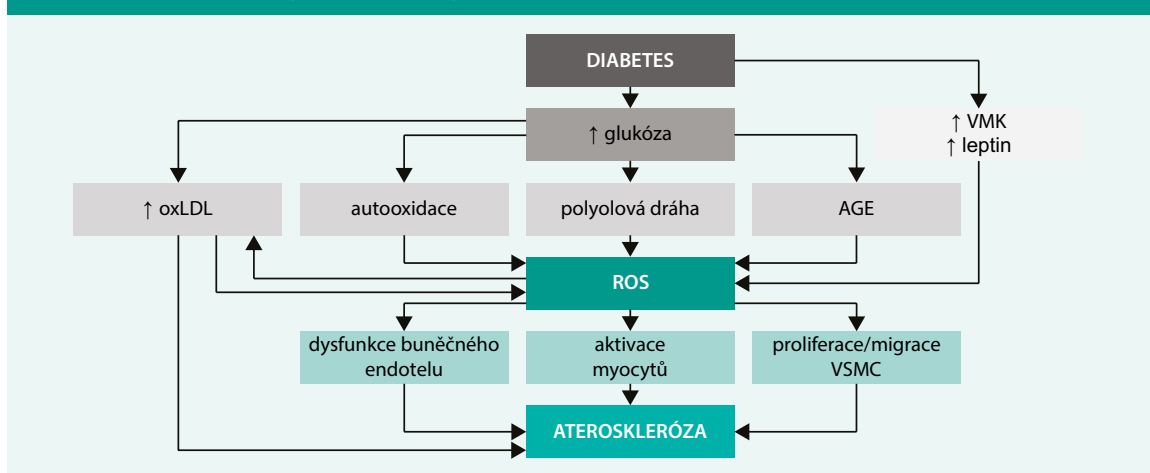 DIABETES
↑ glukóza
↑ VMK
↑ leptin
↑ oxLDL
autooxidace
polyolová dráha
AGE
ROS
dysfunkce buněčného
endotelu
aktivace
myocytů
proliferace/migrace
VSMC
ATEROSKLERÓZA